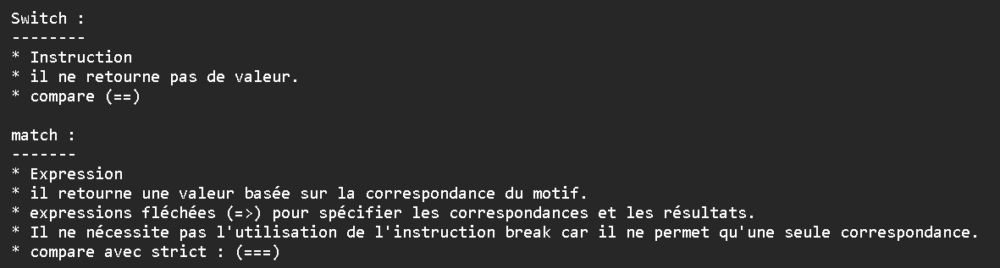 Switch :
--------
* Instruction
* il ne retourne pas de valeur.
* compare (==)
match :
-------
* Expression
* il retourne une valeur basée sur la correspondance du motif.
* expressions fléchées (=>) pour spécifier les correspondances et les résultats.
* Il ne nécessite pas l'utilisation de l'instruction break car il ne permet qu'une seule correspondance.
* compare avec strict : (===)